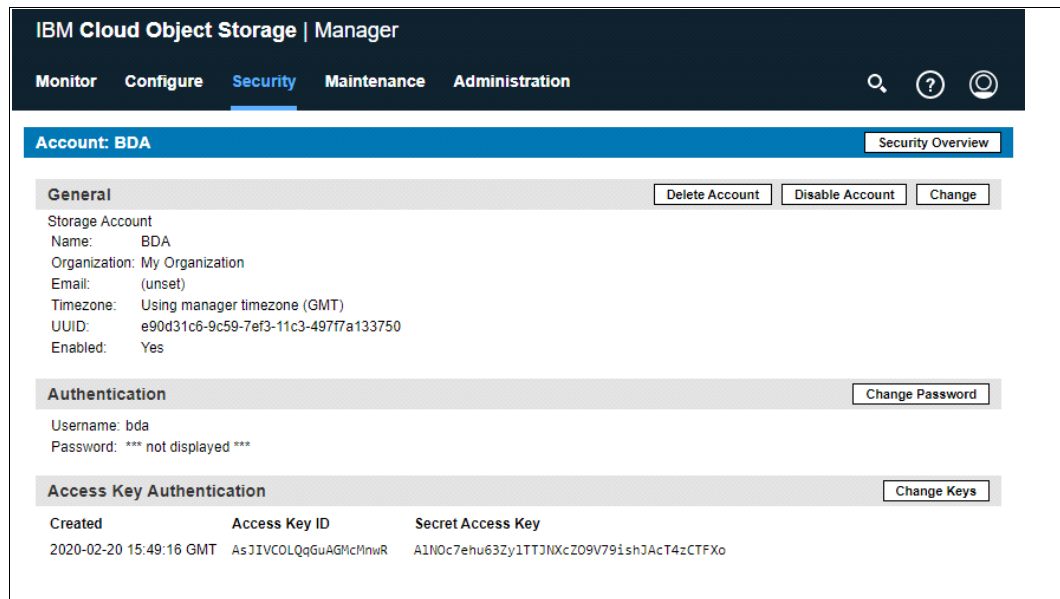 IBM Cloud Object Storage | Manager
Monitor Configure Security Maintenance Administration ?
Account: BDA Security Overview
General Delete Account Disable Account Change
Storage Account
Name: BDA
Organization: My Organization
Email: (unset)
Timezone: Using manager timezone (GMT)
UUID: e90d31c6-9c59-7ef3-11c3-497f7a133750
Enabled: Yes
Authentication Change Password
Username: bda
Password: *** not displayed ***
Access Key Authentication Change Keys
Created Access Key ID Secret Access Key
2020-02-20 15:49:16 GMT AsJIVCOLQqGuAGMcMnwR AlNOc7ehu63ZylTTJNXcZO9V79ishJAcT4zCTFXo